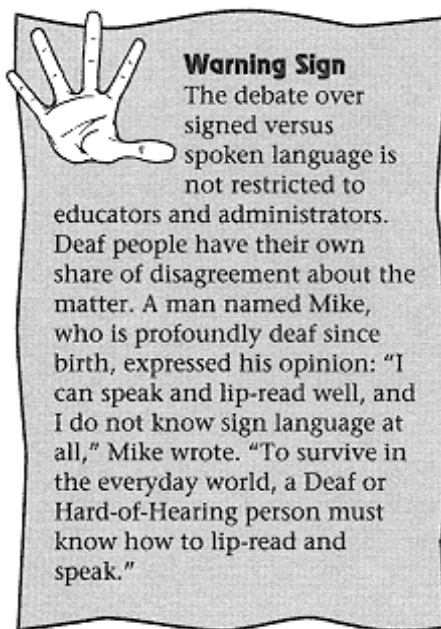 Warning Sign
The debate over
signed versus
spoken language is
not restricted to
educators and administrators.
Deaf people have their own
share of disagreement about the
matter. A man named Mike,
who is profoundly deaf since
birth, expressed his opinion: “I
can speak and lip-read well, and
I do not know sign language at
all,” Mike wrote. “To survive in
the everyday world, a Deaf or
Hard-of-Hearing person must
know how to lip-read and
speak.”